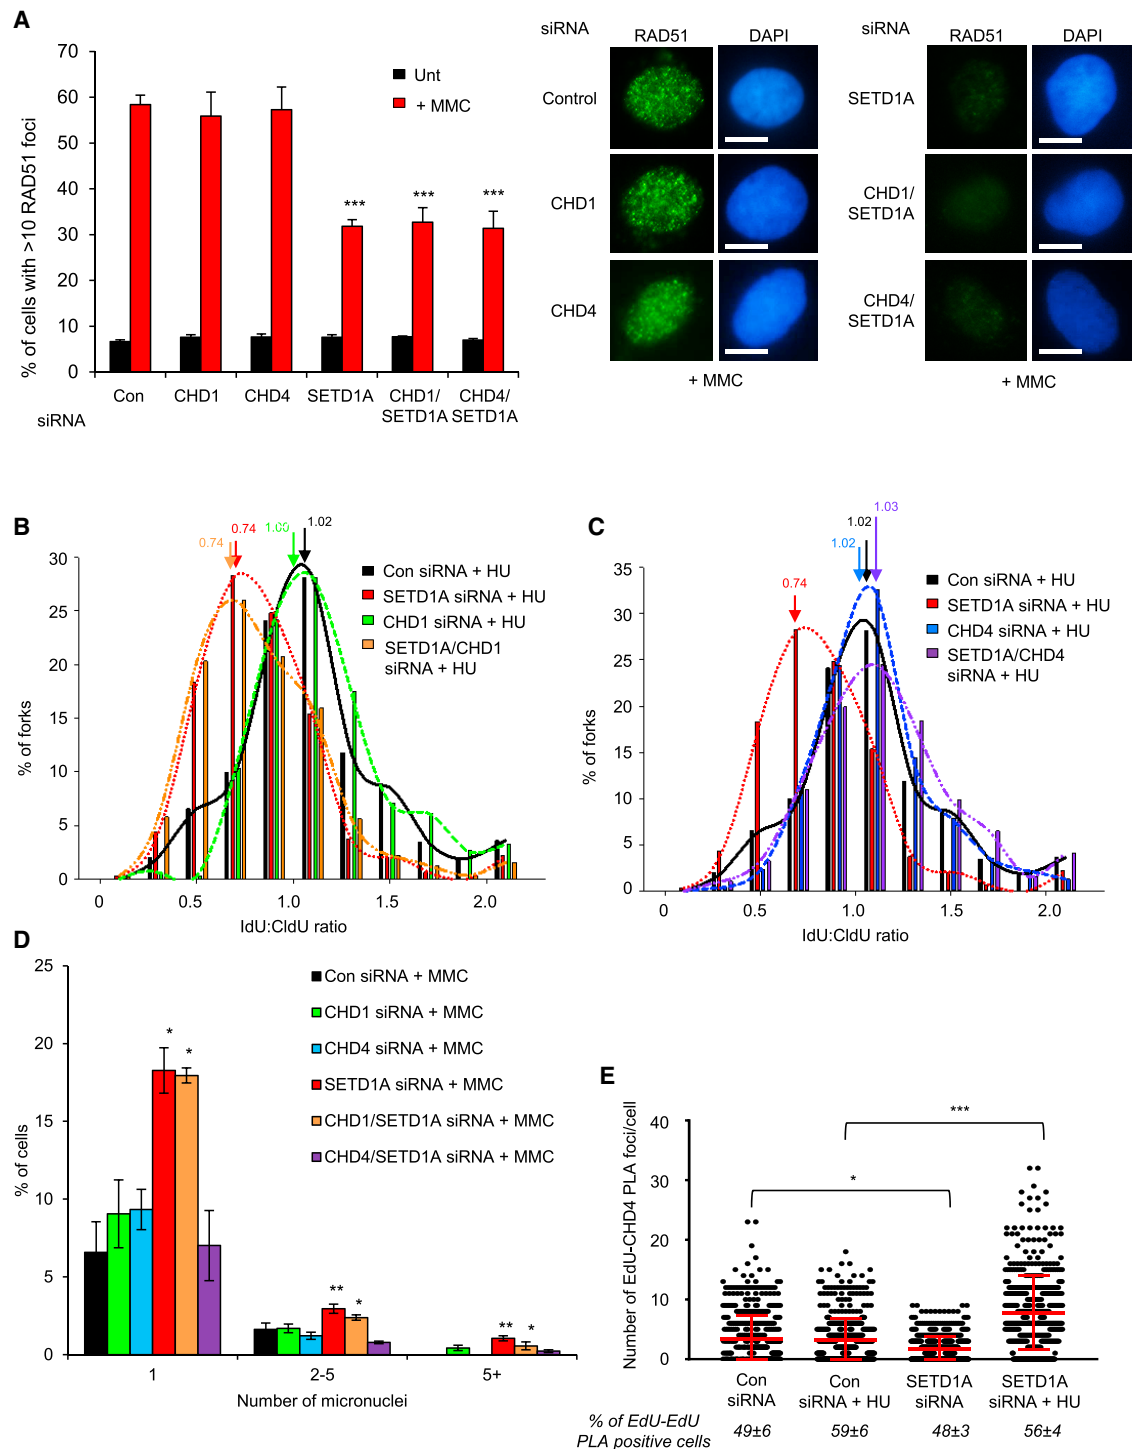 A
% of cells with >10 RAD51 foci
70
60
50
40
30
20
10
0
Unt
+ MMC
***
***
***
Con
CHD1
CHD4
SETD1A
CHD1/
SETD1A
CHD4/
SETD1A
siRNA
siRNA
RAD51
DAPI
Control
CHD1
CHD4
+ MMC
siRNA
RAD51
DAPI
SETD1A
CHD1/
SETD1A
CHD4/
SETD1A
+ MMC
B
0.74
0.74
1.00
1.02
% of forks
30
25
20
15
10
5
0
Con siRNA + HU
SETD1A siRNA + HU
CHD1 siRNA + HU
SETD1A/CHD1
siRNA + HU
0
0.5
1.0
1.5
2.0
IdU:CldU ratio
C
0.74
1.02
1.02
1.03
% of forks
35
30
25
20
15
10
5
0
Con siRNA + HU
SETD1A siRNA + HU
CHD4 siRNA + HU
SETD1A/CHD4
siRNA + HU
0
0.5
1.0
1.5
2.0
IdU:CldU ratio
D
% of cells
25
20
15
10
5
0
Con siRNA + MMC
CHD1 siRNA + MMC
CHD4 siRNA + MMC
SETD1A siRNA + MMC
CHD1/SETD1A siRNA + MMC
CHD4/SETD1A siRNA + MMC
*
*
**
*
**
*
1
2-5
5+
Number of micronuclei
E
Number of EdU-CHD4 PLA foci/cell
40
30
20
10
0
*
***
Con
siRNA
Con
siRNA + HU
SETD1A
siRNA
SETD1A
siRNA + HU
% of EdU-EdU
PLA positive cells
49±6
59±6
48±3
56±4